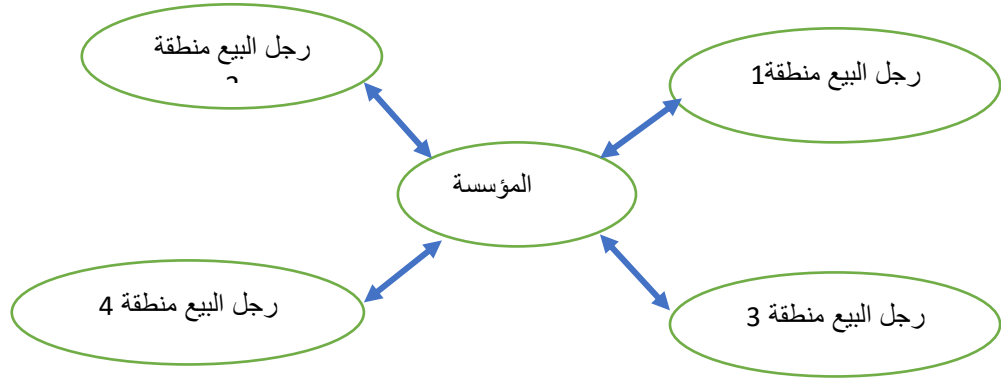 رجل البيع منطقة1
رجل البيع منطقة
المؤسسة
رجل البيع منطقة 3
رجل البيع منطقة 4